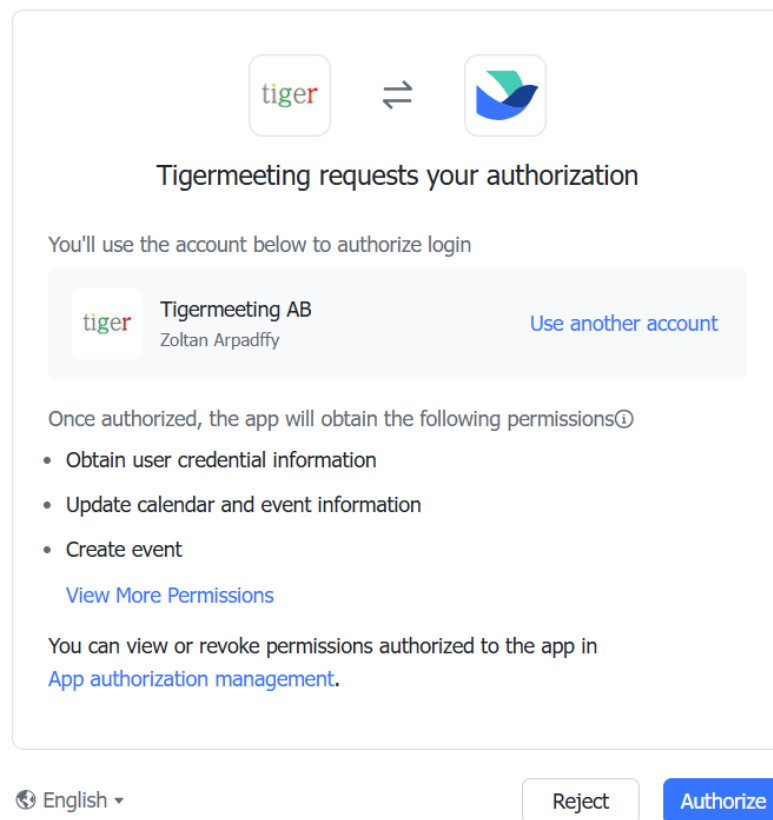 tiger
Tigermeeting requests your authorization
You'll use the account below to authorize login
tiger
Tigermeeting AB
Zoltan Arpadffy
Use another account
Once authorized, the app will obtain the following permissions
Obtain user credential information
Update calendar and event information
Create event
View More Permissions
You can view or revoke permissions authorized to the app in
App authorization management.
English
Reject
Authorize